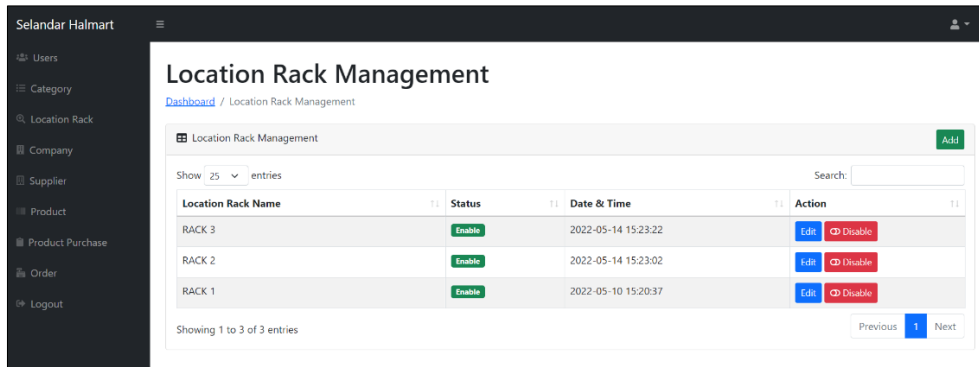 Selandar Halmart
Users
Category
Location Rack
Company
Supplier
Product
Product Purchase
Order
Logout
Location Rack Management
Dashboard / Location Rack Management
Location Rack Management
Add
Show 25 entries Search:
Location Rack Name Status Date & Time Action
RACK 3 Enable 2022-05-14 15:23:22 Edit Disable
RACK 2 Enable 2022-05-14 15:23:02 Edit Disable
RACK 1 Enable 2022-05-10 15:20:37 Edit Disable
Showing 1 to 3 of 3 entries Previous 1 Next